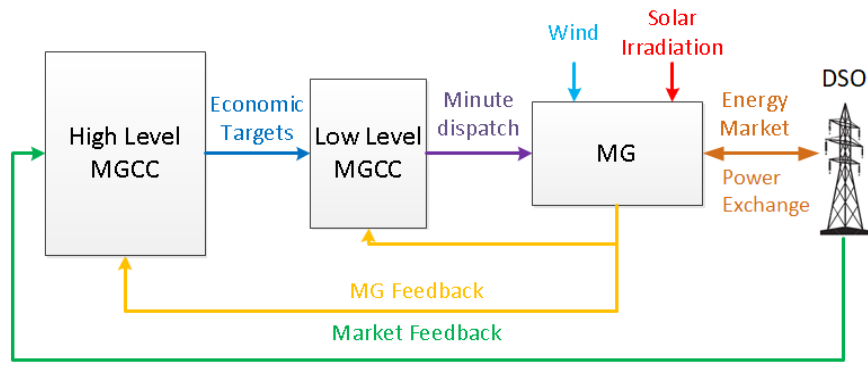 Wind
Solar
Irradiation
DSO
High Level
MGCC
Economic
Targets
Low Level
MGCC
Minute
dispatch
MG
Energy
Market
Power
Exchange
MG Feedback
Market Feedback